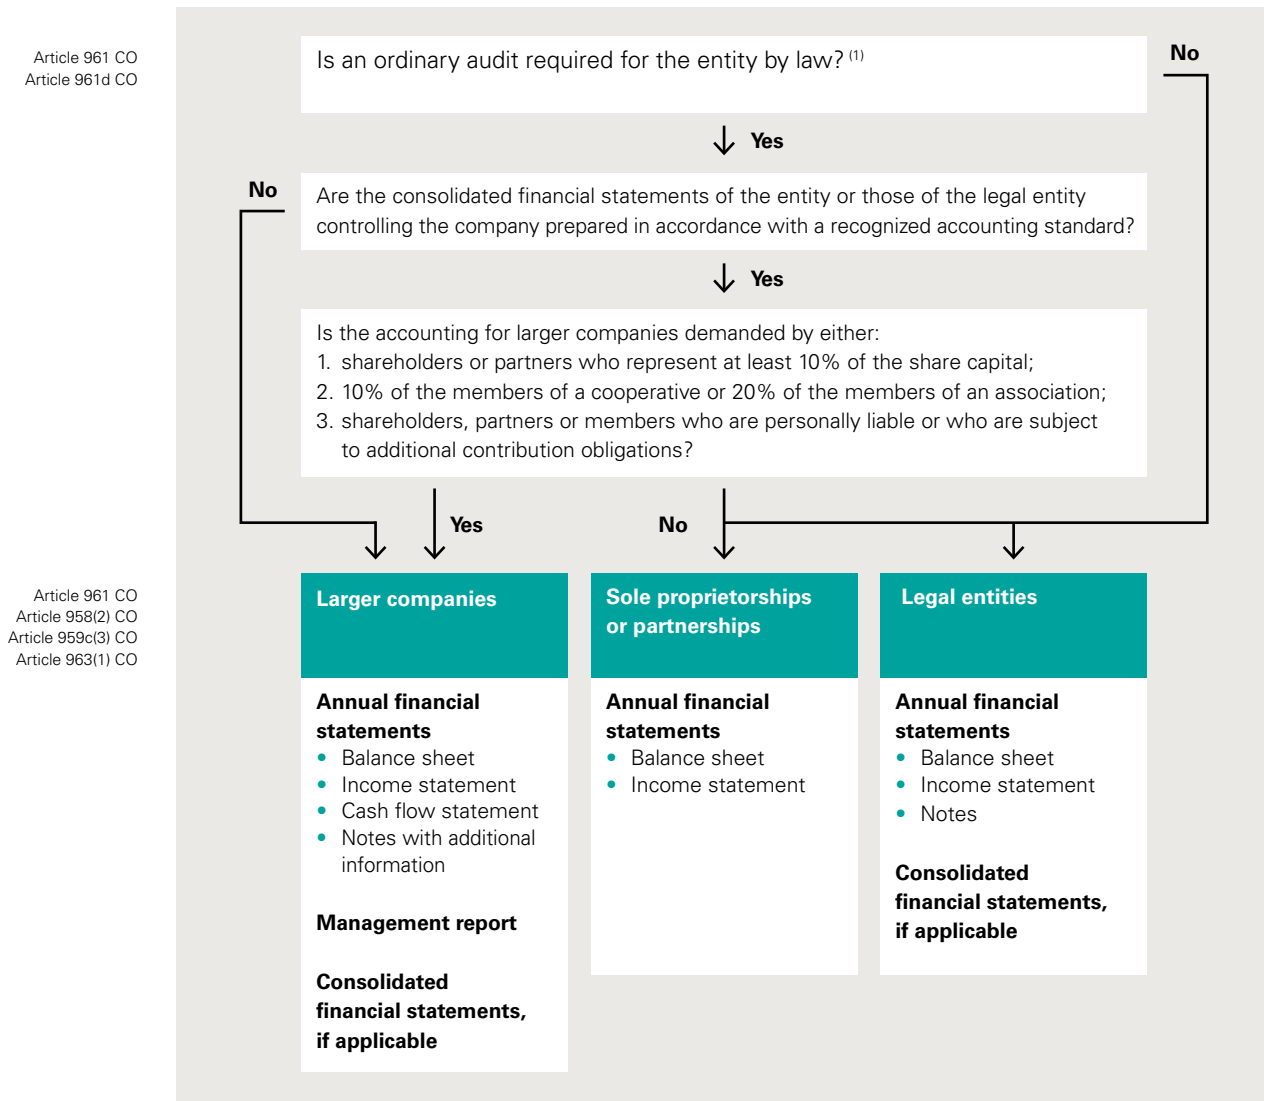 Article 961 CO
Article 961d CO
Is an ordinary audit required for the entity by law? (1)
No
Yes
No
Are the consolidated financial statements of the entity or those of the legal entity
controlling the company prepared in accordance with a recognized accounting standard?
Yes
Is the accounting for larger companies demanded by either:
1. shareholders or partners who represent at least 10% of the share capital;
2. 10% of the members of a cooperative or 20% of the members of an association;
3. shareholders, partners or members who are personally liable or who are subject
to additional contribution obligations?
Yes
No
Article 961 CO
Article 958(2) CO
Article 959c(3) CO
Article 963(1) CO
Larger companies
Annual financial
statements
• Balance sheet
• Income statement
• Cash flow statement
• Notes with additional
information
Management report
Consolidated
financial statements,
if applicable
Sole proprietorships
or partnerships
Annual financial
statements
• Balance sheet
• Income statement
Legal entities
Annual financial
statements
• Balance sheet
• Income statement
• Notes
Consolidated
financial statements,
if applicable